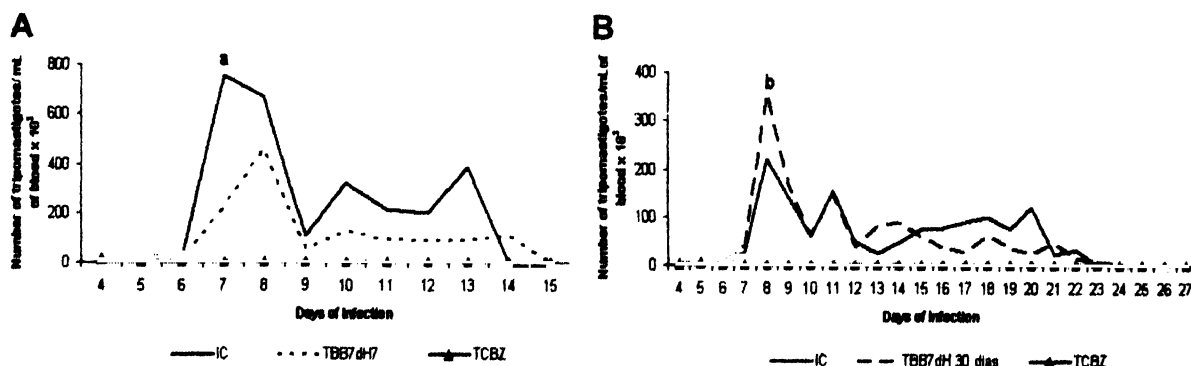 A
Number of tripomastigotes/ mL
of blood x 10³
800
600
400
200
0
a
4 5 6 7 8 9 10 11 12 13 14 15
Days of Infection
IC TBB7dH7 TCBZ
B
Number of tripomastigotes/mL of
blood x 10³
400
300
200
100
0
b
4 5 6 7 8 9 10 11 12 13 14 15 16 17 18 19 20 21 22 23 24 25 26 27
Days of Infection
IC TBB7dH 30 dias TCBZ